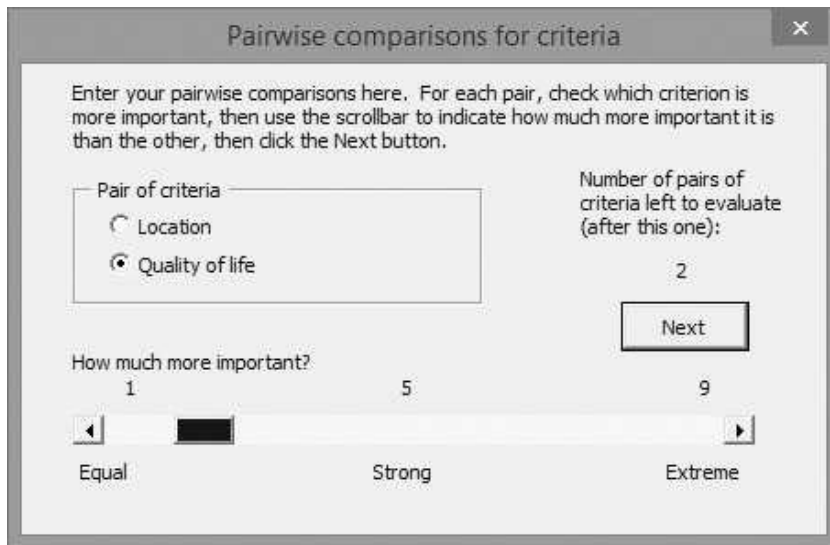 Pairwise comparisons for criteria
×
Enter your pairwise comparisons here. For each pair, check which criterion is
more important, then use the scrollbar to indicate how much more important it is
than the other, then click the Next button.
Pair of criteria
Location
Quality of life
Number of pairs of
criteria left to evaluate
(after this one):
2
Next
How much more important?
1 5 9
Equal Strong Extreme